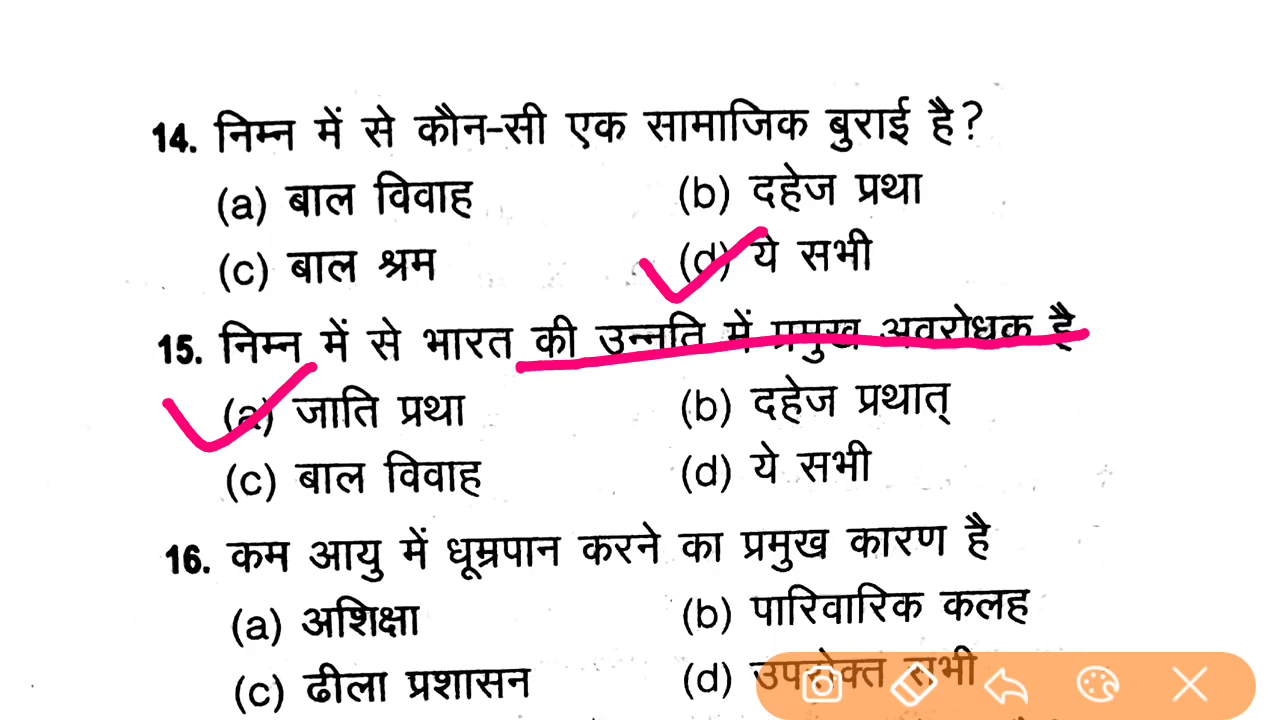 14. निम्न में से कौन-सी एक सामाजिक बुराई है?
(a) बाल विवाह (b) दहेज प्रथा
(c) बाल श्रम (d) ये सभी
15. निम्न में से भारत की उन्नति में प्रमुख अवरोधक है
(a) जाति प्रथा (b) दहेज प्रथात्
(c) बाल विवाह (d) ये सभी
16. कम आयु में धूम्रपान करने का प्रमुख कारण है
(a) अशिक्षा (b) पारिवारिक कलह
(c) ढीला प्रशासन (d) उपरोक्त सभी